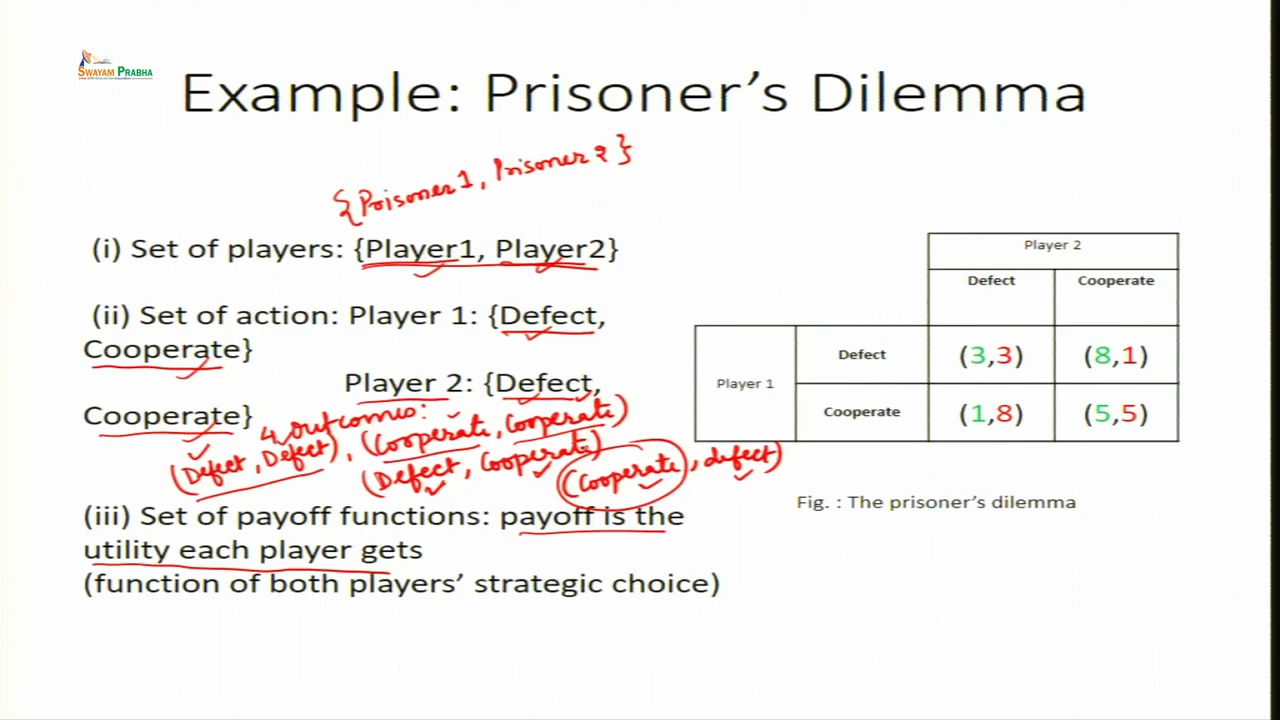 SWAYAM PRABHA
Example: Prisoner's Dilemma
{Prisoner 1, Prisoner 2}
(i) Set of players: {Player1, Player2}
(ii) Set of action: Player 1: {Defect,
Cooperate}
Player 2: {Defect,
Cooperate}
4 outcomes:
(Defect, Defect), (Cooperate, Cooperate)
(Defect, Cooperate)
(Cooperate, defect)
(iii) Set of payoff functions: payoff is the
utility each player gets
(function of both players' strategic choice)
Player 2
Defect Cooperate
Player 1
Defect (3,3) (8,1)
Cooperate (1,8) (5,5)
Fig. : The prisoner's dilemma